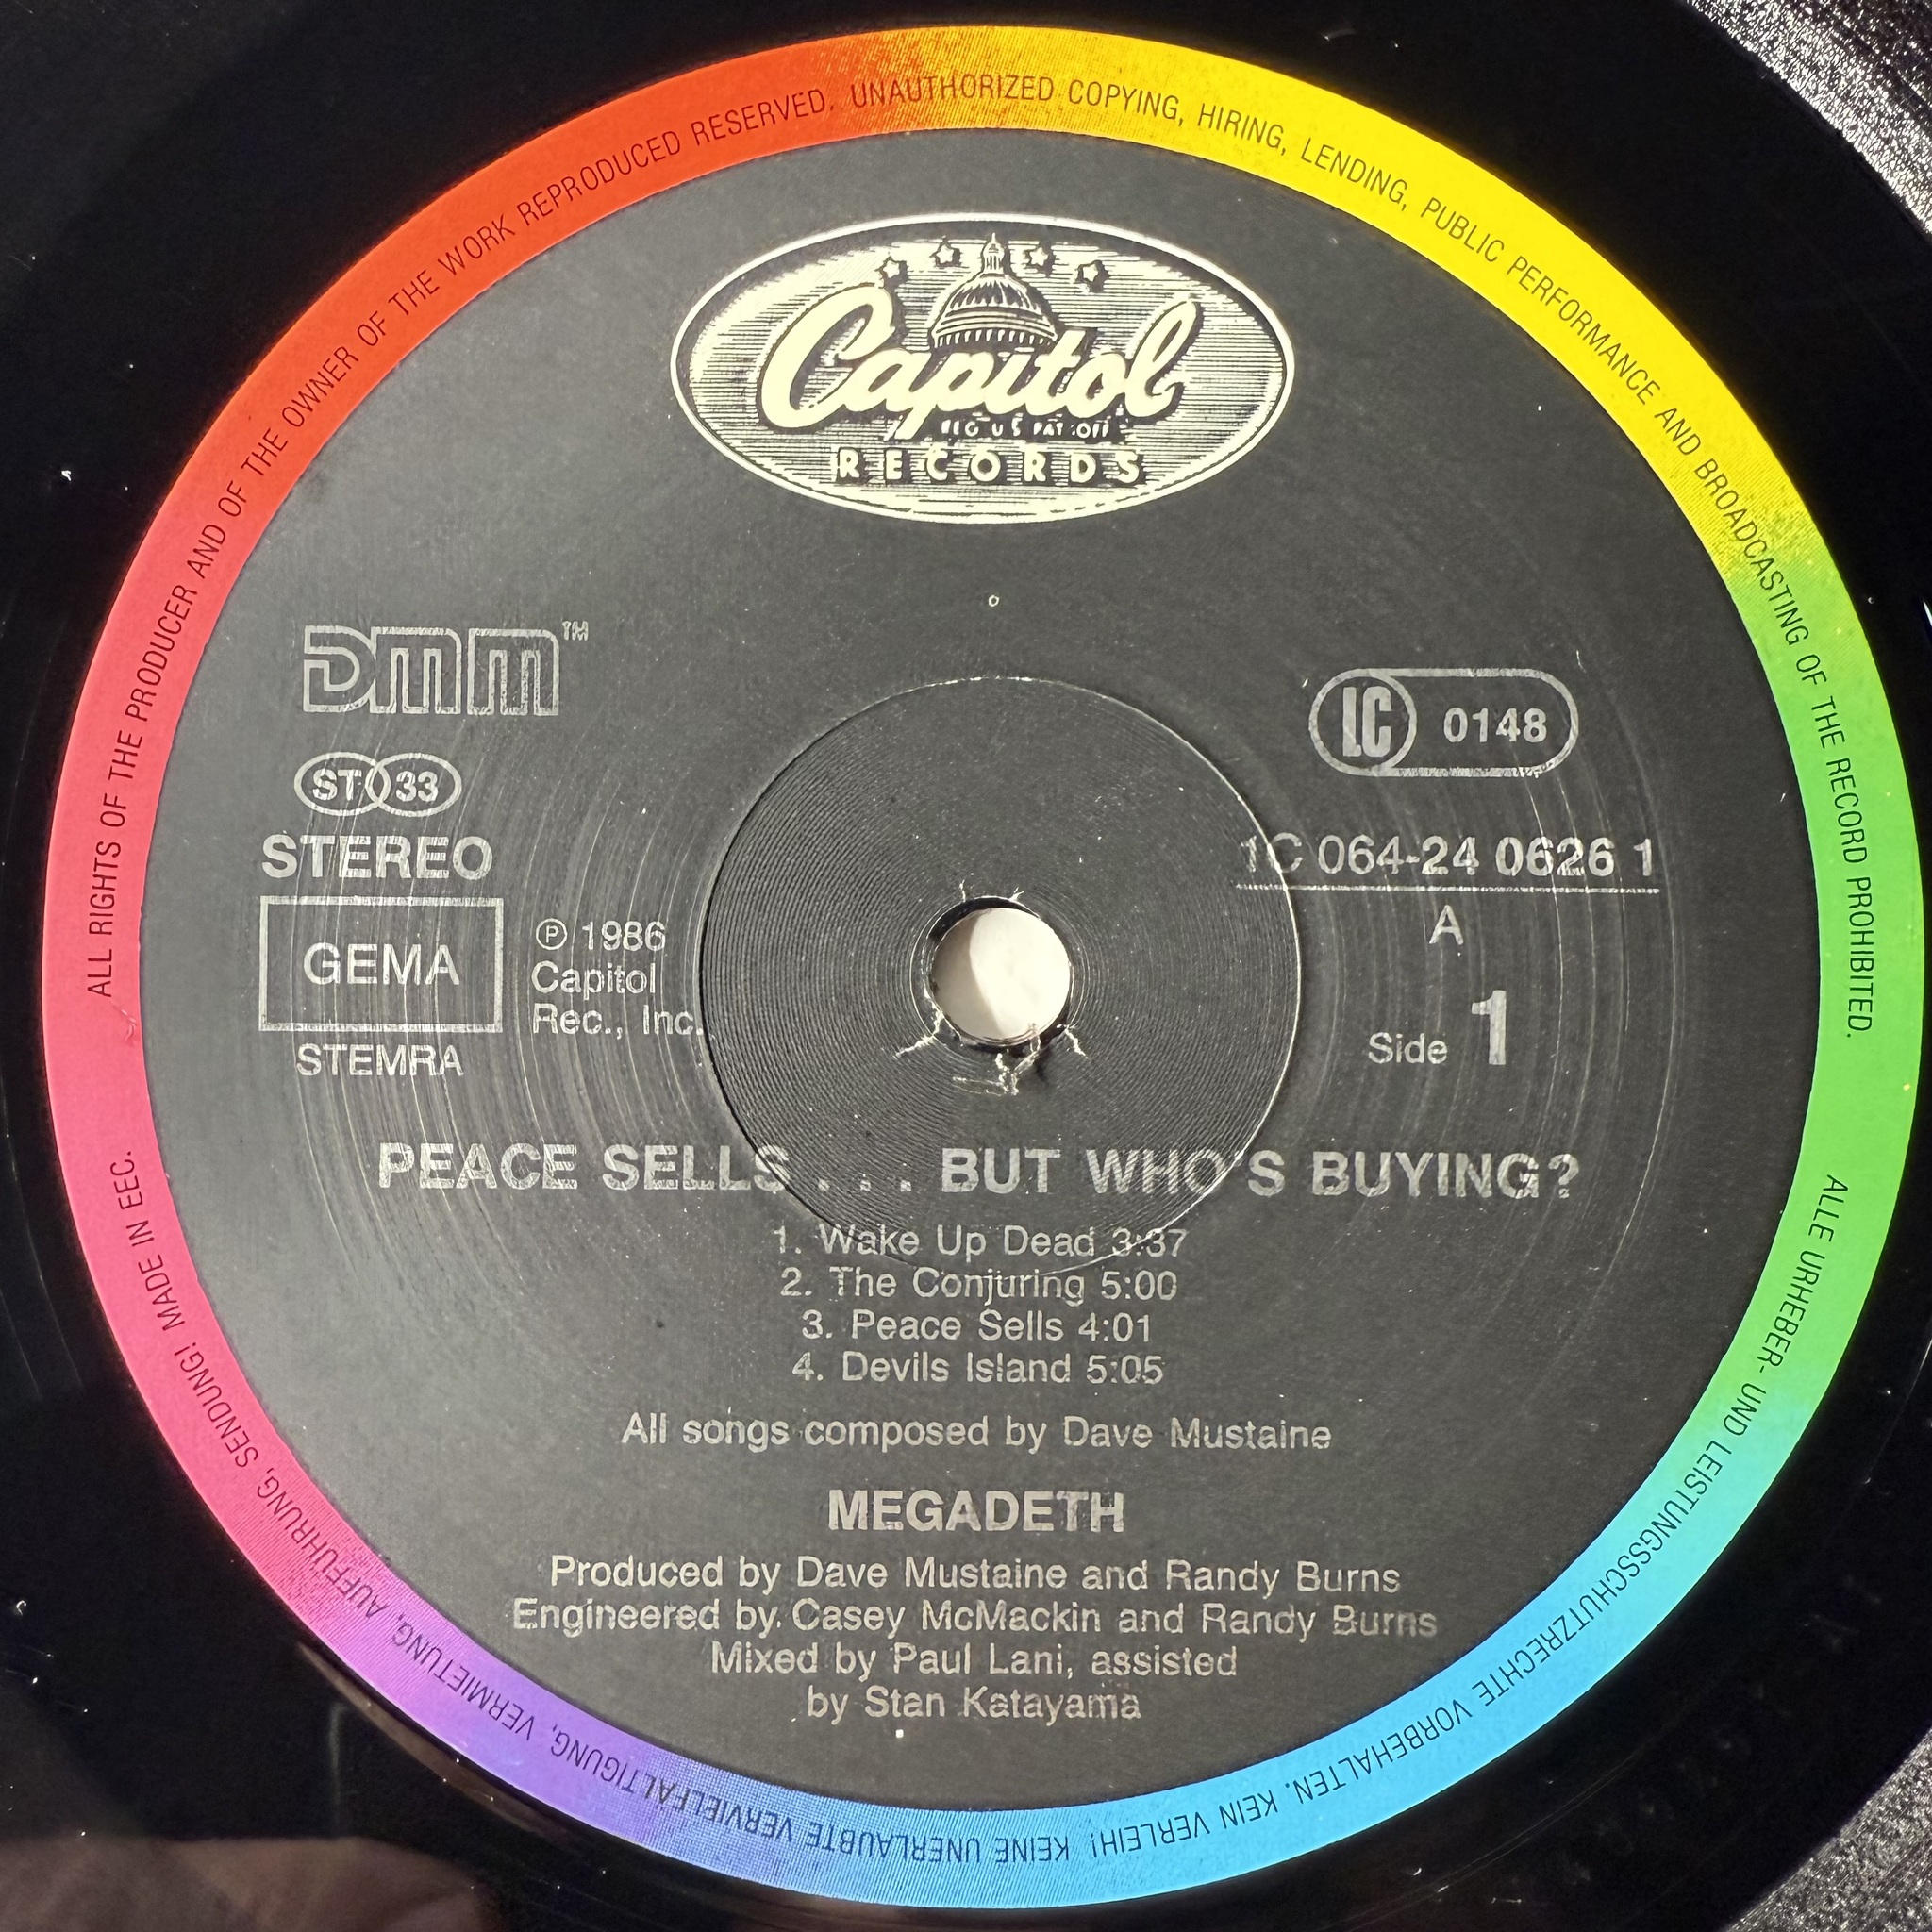 ALL RIGHTS OF THE PRODUCER AND OF THE OWNER OF THE WORK REPRODUCED RESERVED. UNAUTHORIZED COPYING, HIRING, LENDING, PUBLIC PERFORMANCE AND BROADCASTING OF THE RECORD PROHIBITED.
Capitol
REG US PAT OFF
RECORDS
DMM™
LC 0148
ST 33
STEREO
1C 064-24 0626 1
GEMA
STEMRA
℗ 1986
Capitol
Rec., Inc.
A
Side 1
PEACE SELLS . . . BUT WHO'S BUYING?
1. Wake Up Dead 3:37
2. The Conjuring 5:00
3. Peace Sells 4:01
4. Devils Island 5:05
All songs composed by Dave Mustaine
MEGADETH
Produced by Dave Mustaine and Randy Burns
Engineered by Casey McMackin and Randy Burns
Mixed by Paul Lani, assisted
by Stan Katayama
ALLE URHEBER- UND LEISTUNGSSCHUTZRECHTE VORBEHALTEN. KEIN VERLEIH! KEINE UNERLAUBTE VERVIELFÄLTIGUNG, VERMIETUNG, AUFFÜHRUNG, SENDUNG! MADE IN EEC.